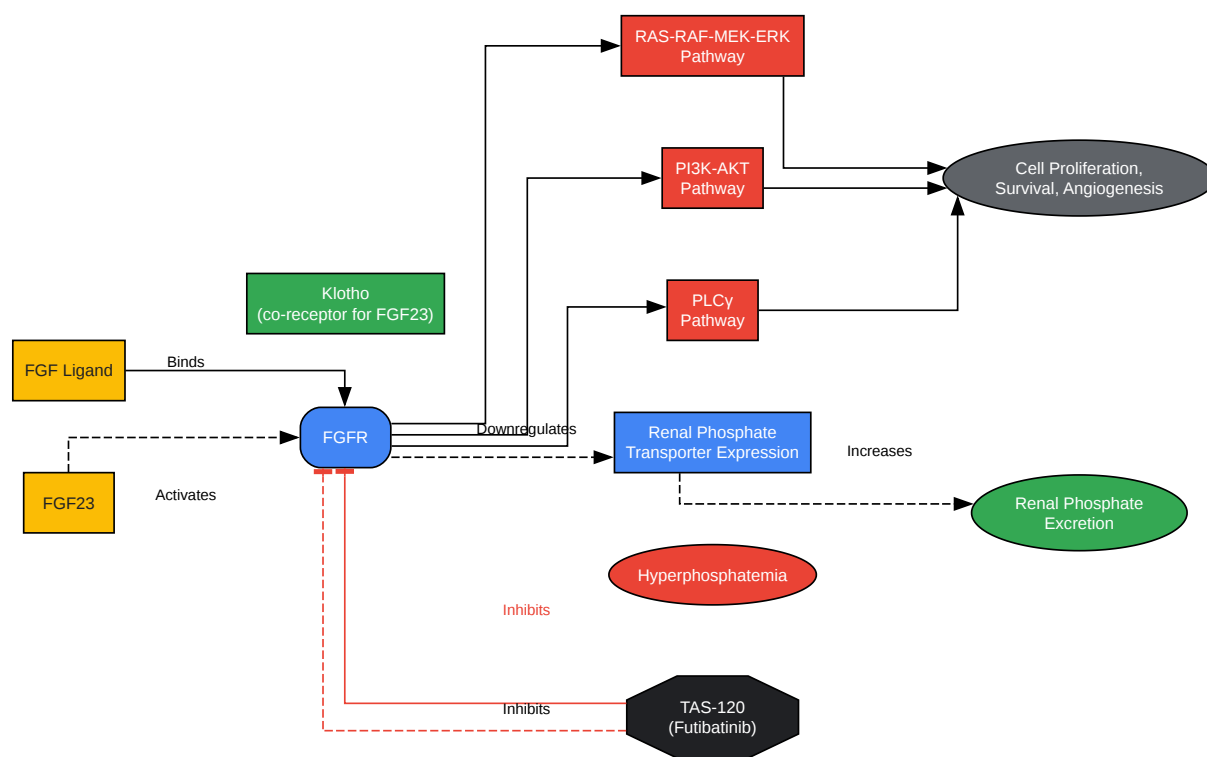 RAS-RAF-MEK-ERK
Pathway
PI3K-AKT
Pathway
Cell Proliferation,
Survival, Angiogenesis
Klotho
(co-receptor for FGF23)
PLCγ
Pathway
FGF Ligand
Binds
FGFR
Downregulates
Renal Phosphate
Transporter Expression
Increases
FGF23
Activates
Renal Phosphate
Excretion
Hyperphosphatemia
Inhibits
Inhibits
TAS-120
(Futibatinib)